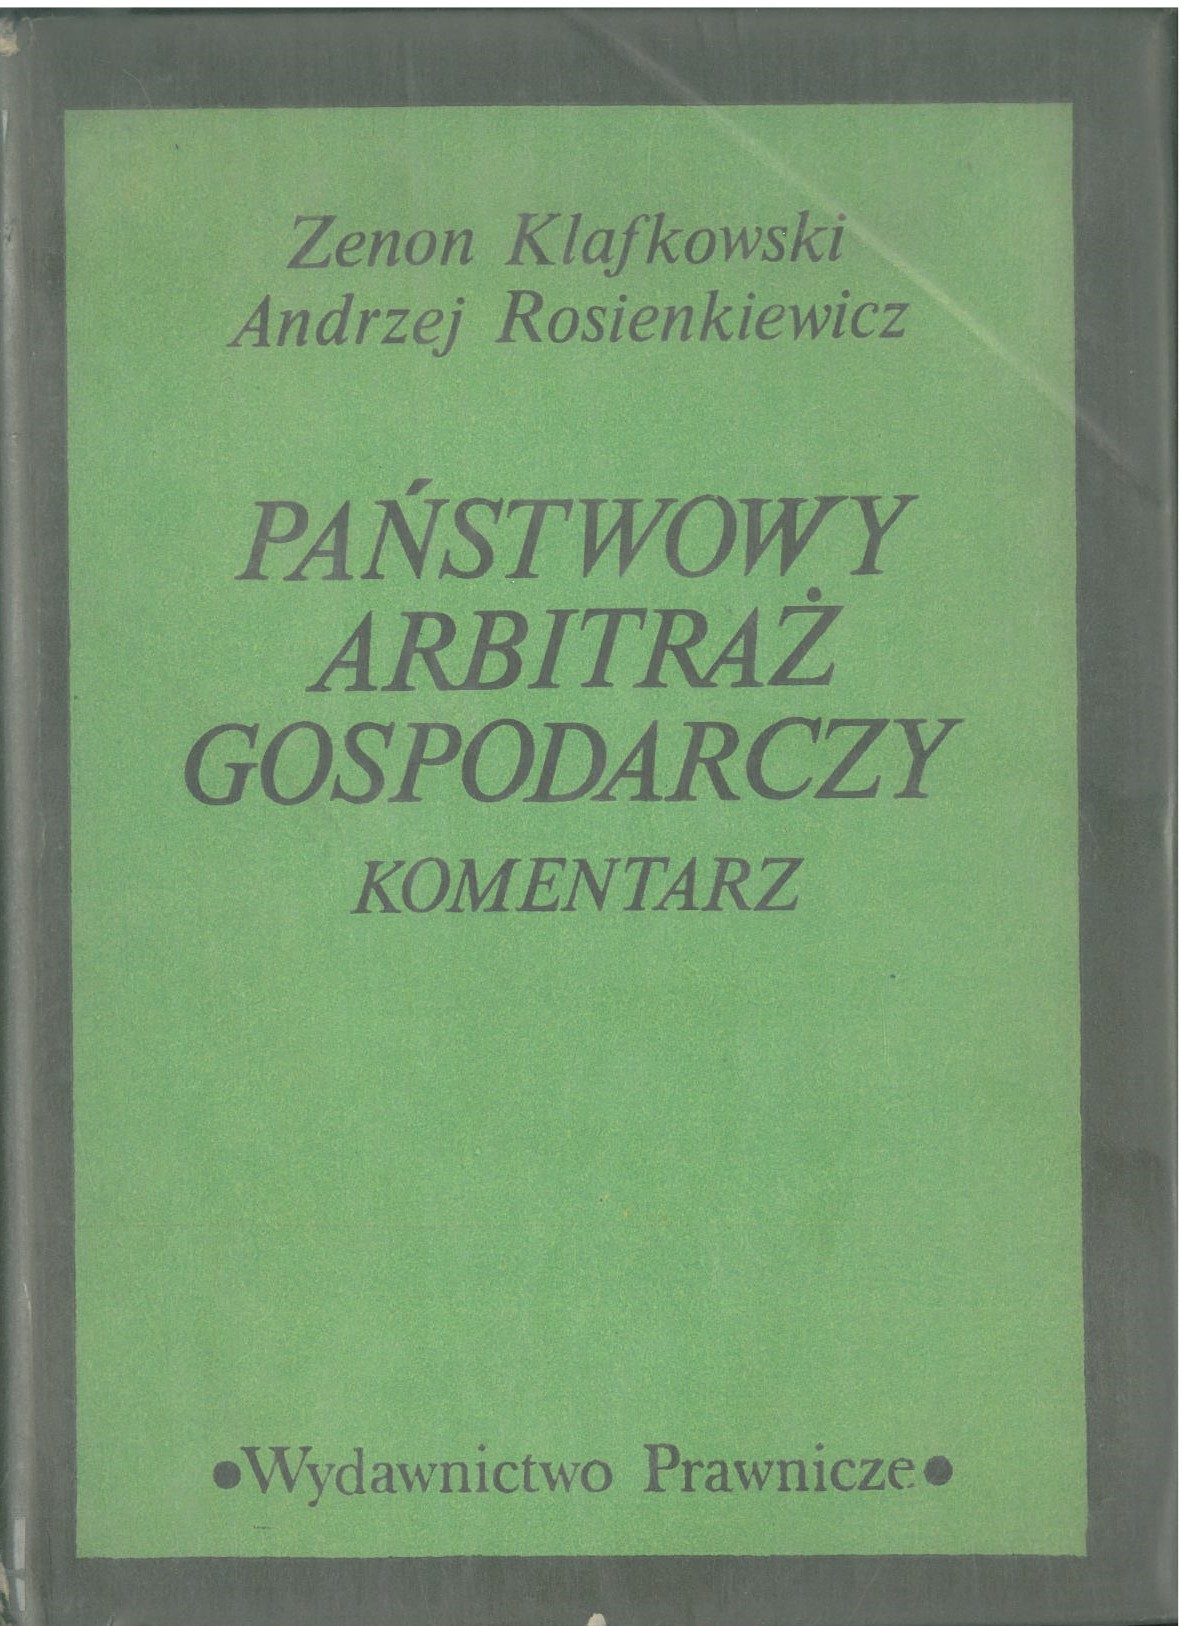 Zenon Klafkowski
Andrzej Rosienkiewicz
PAŃSTWOWY
ARBITRAŻ
GOSPODARCZY
KOMENTARZ
•Wydawnictwo Prawnicze•